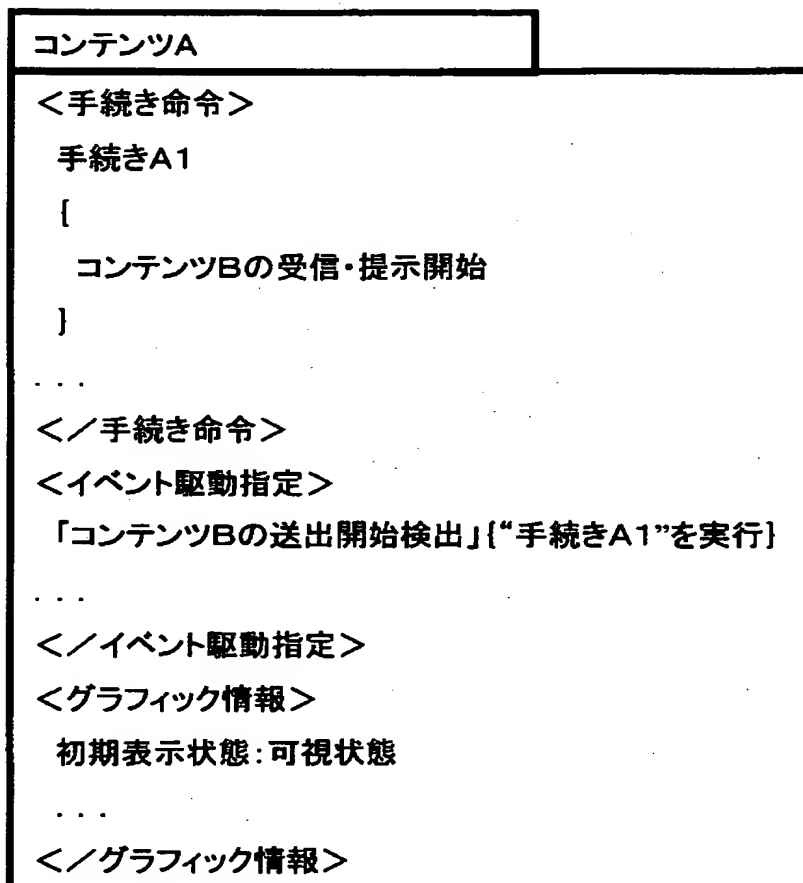 コンテンツA
＜手続き命令＞
手続きA1
{
コンテンツBの受信・提示開始
}
...
＜／手続き命令＞
＜イベント駆動指定＞
「コンテンツBの送出開始検出」{“手続きA1”を実行}
...
＜／イベント駆動指定＞
＜グラフィック情報＞
初期表示状態：可視状態
...
＜／グラフィック情報＞